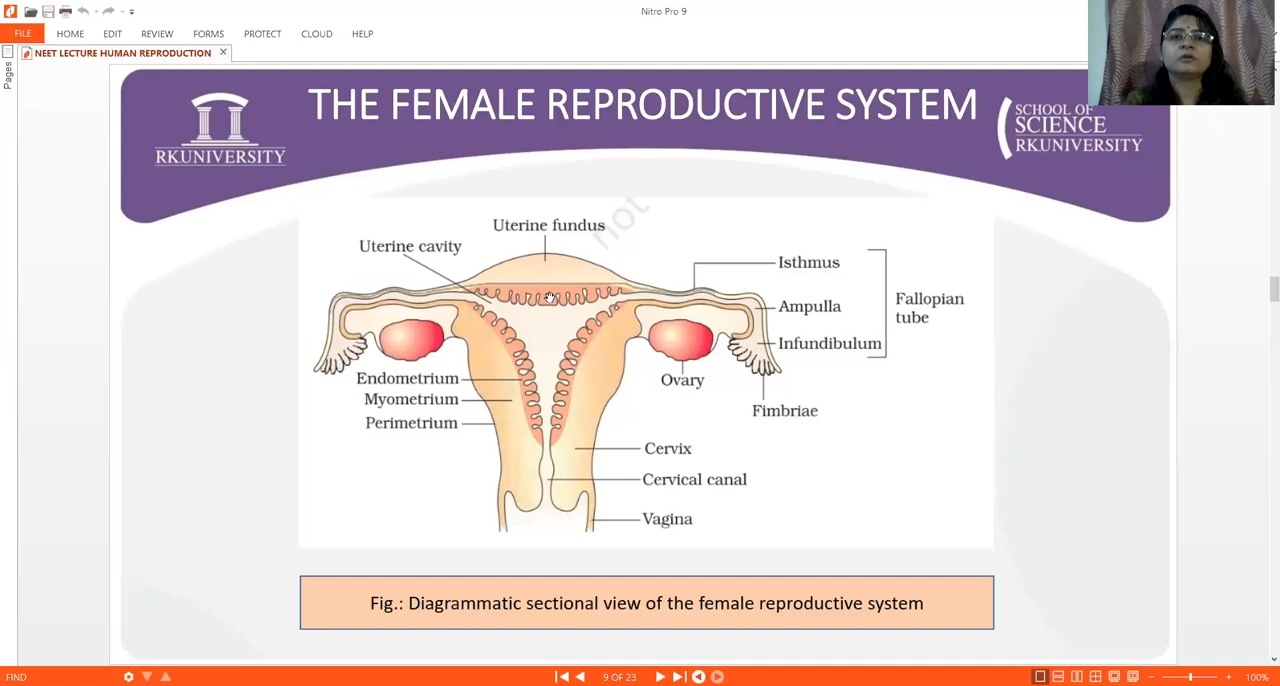 Nitro Pro 9
FILE HOME EDIT REVIEW FORMS PROTECT CLOUD HELP
NEET LECTURE HUMAN REPRODUCTION
Pages
THE FEMALE REPRODUCTIVE SYSTEM
RKUNIVERSITY
SCHOOL OF
SCIENCE
RKUNIVERSITY
not
Uterine fundus
Uterine cavity
Isthmus
Ampulla
Infundibulum
Fallopian
tube
Endometrium
Myometrium
Perimetrium
Ovary
Fimbriae
Cervix
Cervical canal
Vagina
Fig.: Diagrammatic sectional view of the female reproductive system
FIND
9 OF 23
100%